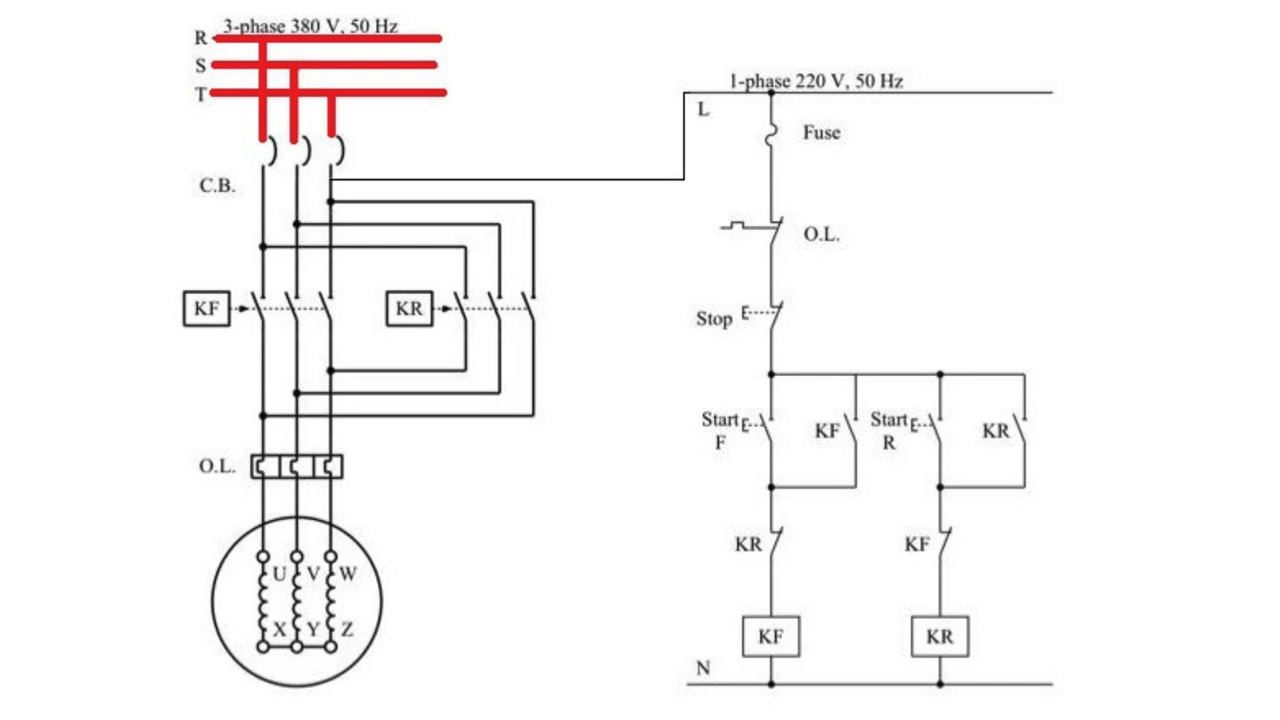 3-phase 380 V, 50 Hz
R
S
T
C.B.
KF
KR
O.L.
U V W
X Y Z
1-phase 220 V, 50 Hz
L
Fuse
O.L.
Stop
Start F
KF
Start R
KR
KR
KF
KF
KR
N